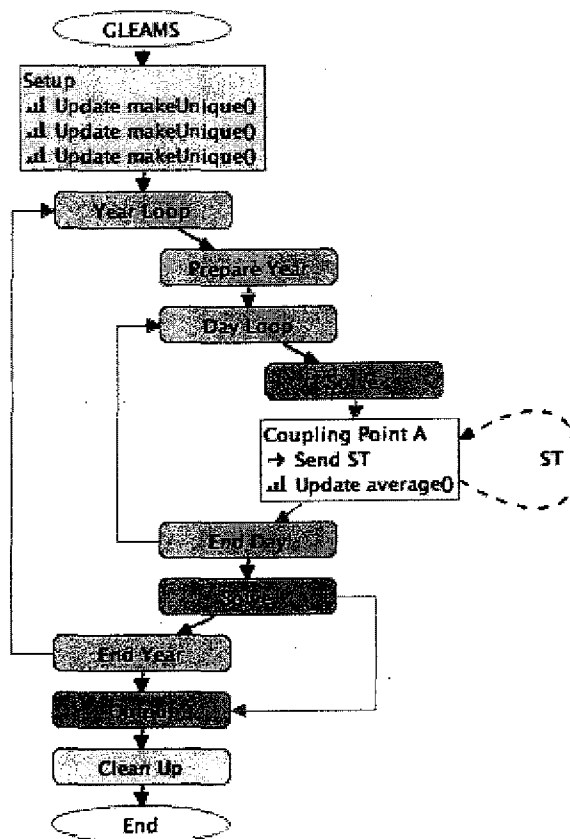 GLEAMS
Setup
Update makeUnique()
Update makeUnique()
Update makeUnique()
Year Loop
Prepare Year
Day Loop
Coupling Point A
→ Send ST
Update average()
ST
End Day
End Year
Clean Up
End